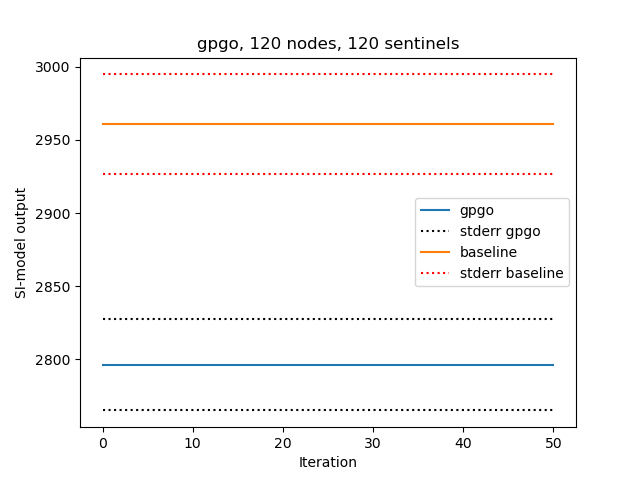 gpgo, 120 nodes, 120 sentinels
3000
2950
2900
2850
2800
SI-model output
gpgo
stderr gpgo
baseline
stderr baseline
0
10
20
30
40
50
Iteration